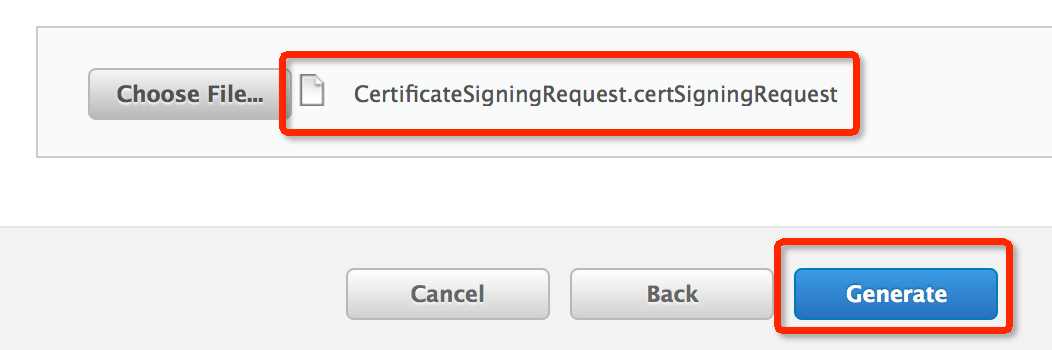 Choose File... CertificateSigningRequest.certSigningRequest
Cancel Back Generate